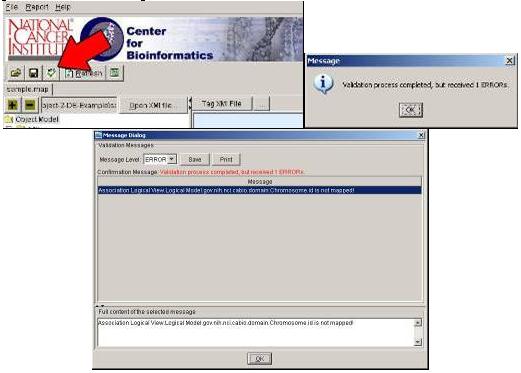 File Report Help
NATIONAL CANCER INSTITUTE
Center for Bioinformatics
Refresh
sample.map
Open XMI file...
Tag XMI File
...
Object Model
Message
Validation process completed, but received 1 ERRORs.
OK
Message Dialog
Validation Messages
Message Level: ERROR Save Print
Confirmation Message: Validation process completed, but received 1 ERRORs.
Message
Association Logical View.Logical Model.gov.nih.nci.cabio.domain.Chromosome.id is not mapped!
Full content of the selected message
Association Logical View.Logical Model.gov.nih.nci.cabio.domain.Chromosome.id is not mapped!
OK